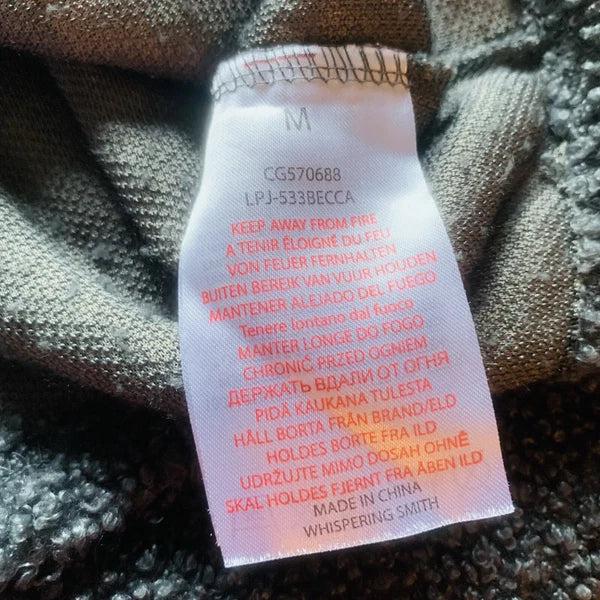 M
CG570688
LPJ-533BECCA
KEEP AWAY FROM FIRE
A TENIR ÉLOIGNÉ DU FEU
VON FEUER FERNHALTEN
BUITEN BEREIK VAN VUUR HOUDEN
MANTENER ALEJADO DEL FUEGO
Tenere lontano dal fuoco
MANTER LONGE DO FOGO
CHRONIĆ PRZED OGNIEM
ДЕРЖАТЬ ВДАЛИ ОТ ОГНЯ
PIDÄ KAUKANA TULESTA
HÅLL BORTA FRÅN BRAND/ELD
HOLDES BORTE FRA ILD
UDRŽUJTE MIMO DOSAH OHNĚ
SKAL HOLDES FJERNT FRA ÅBEN ILD
MADE IN CHINA
WHISPERING SMITH